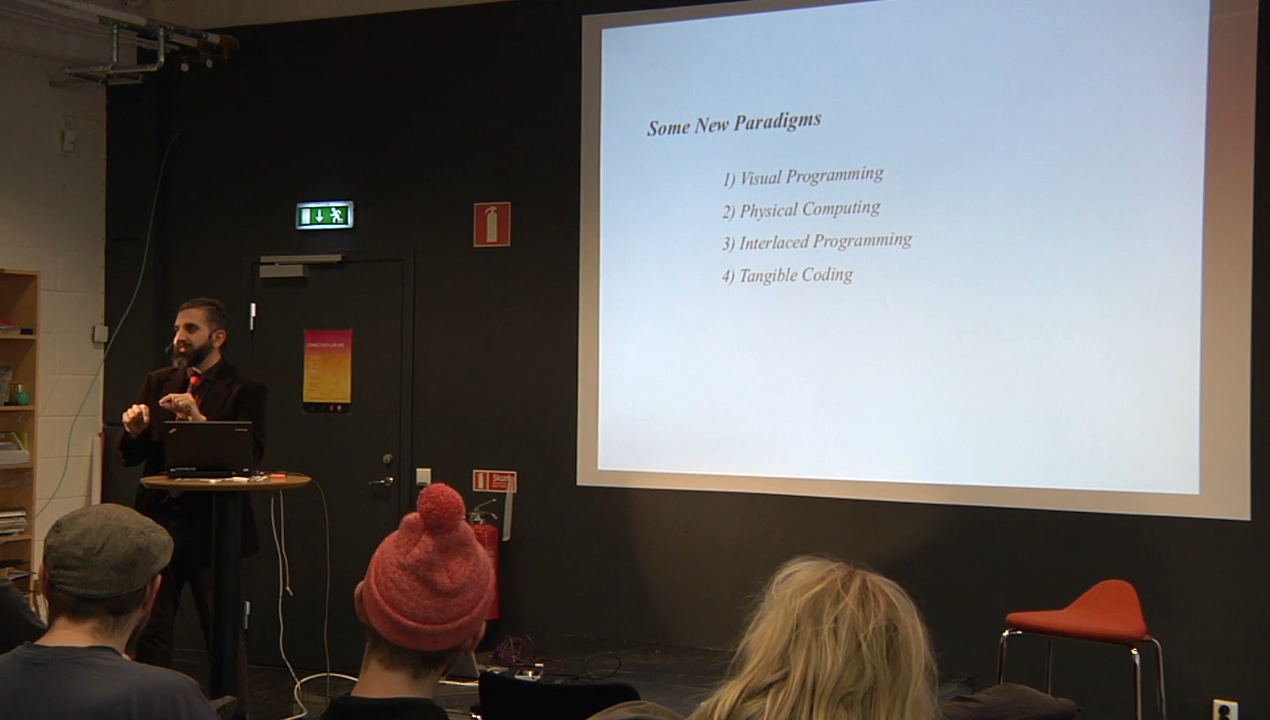 Some New Paradigms
1) Visual Programming
2) Physical Computing
3) Interlaced Programming
4) Tangible Coding